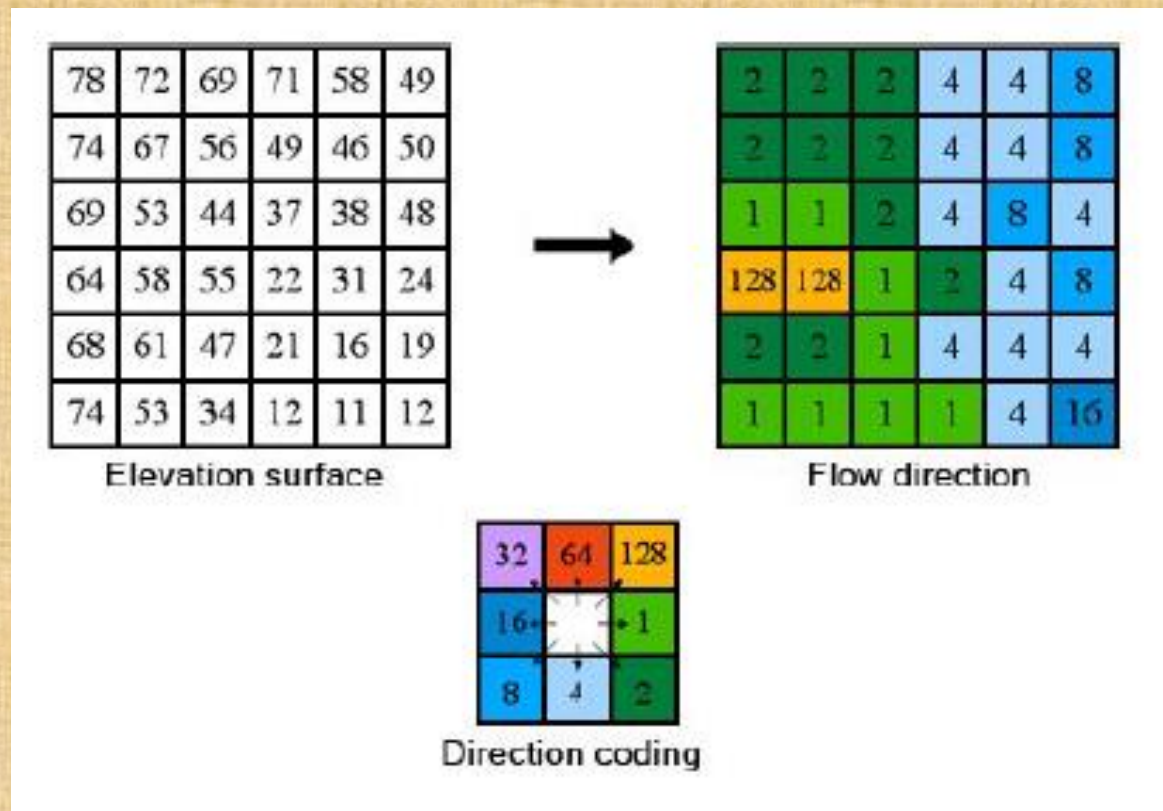 78 72 69 71 58 49
74 67 56 49 46 50
69 53 44 37 38 48
64 58 55 22 31 24
68 61 47 21 16 19
74 53 34 12 11 12
Elevation surface
2 2 2 4 4 8
2 2 2 4 4 8
1 1 2 4 8 4
128 128 1 2 4 8
2 2 1 4 4 4
1 1 1 1 4 16
Flow direction
32 64 128
16 1
8 4 2
Direction coding